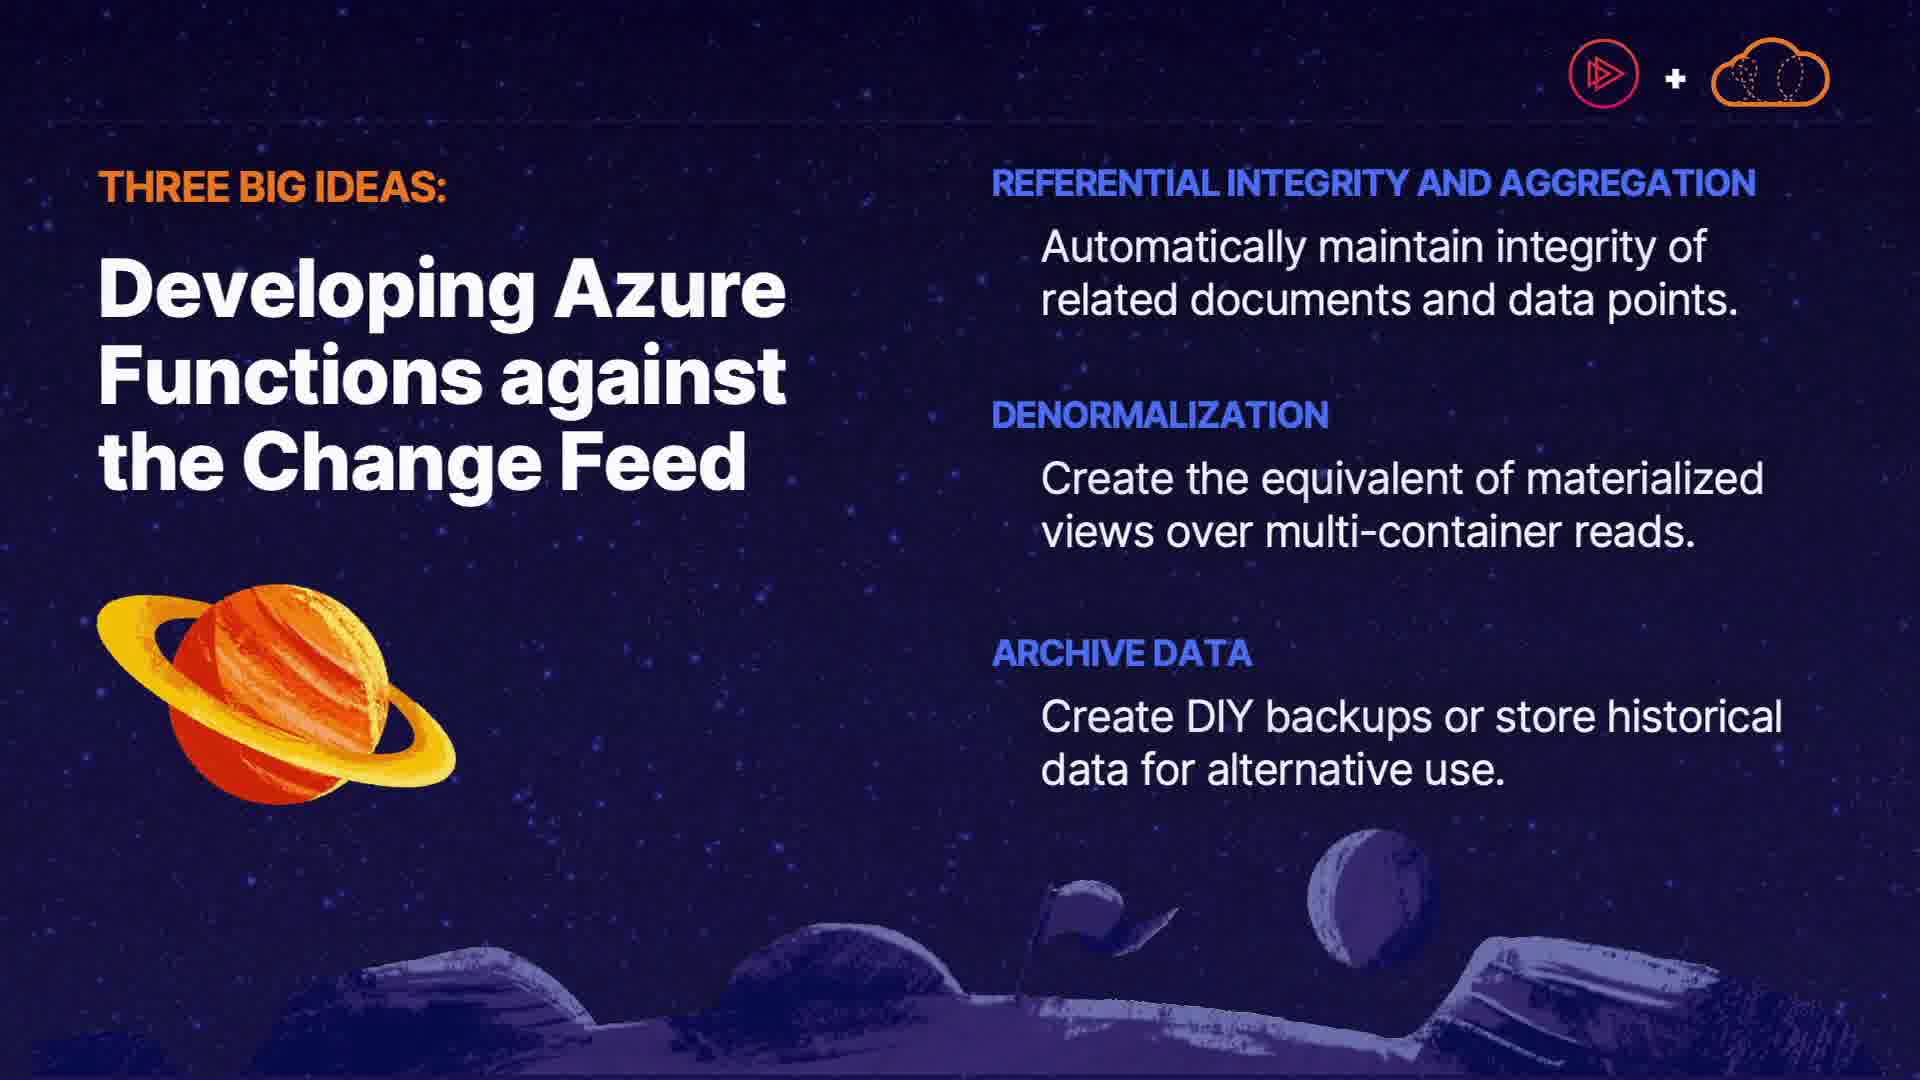 +
THREE BIG IDEAS:
Developing Azure
Functions against
the Change Feed
REFERENTIAL INTEGRITY AND AGGREGATION
Automatically maintain integrity of
related documents and data points.
DENORMALIZATION
Create the equivalent of materialized
views over multi-container reads.
ARCHIVE DATA
Create DIY backups or store historical
data for alternative use.